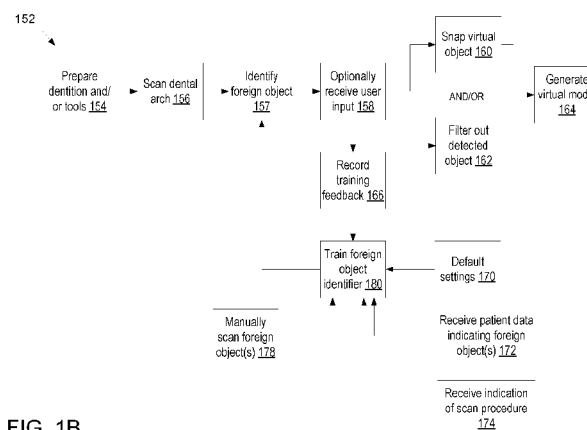 152
Prepare
dentition and/
or tools 154
Scan dental
arch 156
Identify
foreign object
157
Optionally
receive user
input 158
Snap virtual
object 160
AND/OR
Filter out
detected object
162
Generate
virtual mod
164
Record
training
feedback 166
Train foreign
object
identifier 180
Default
settings 170
Manually
scan foreign
object(s) 178
Receive patient data
indicating foreign
object(s) 172
Receive indication
of scan procedure
174
FIG. 1B